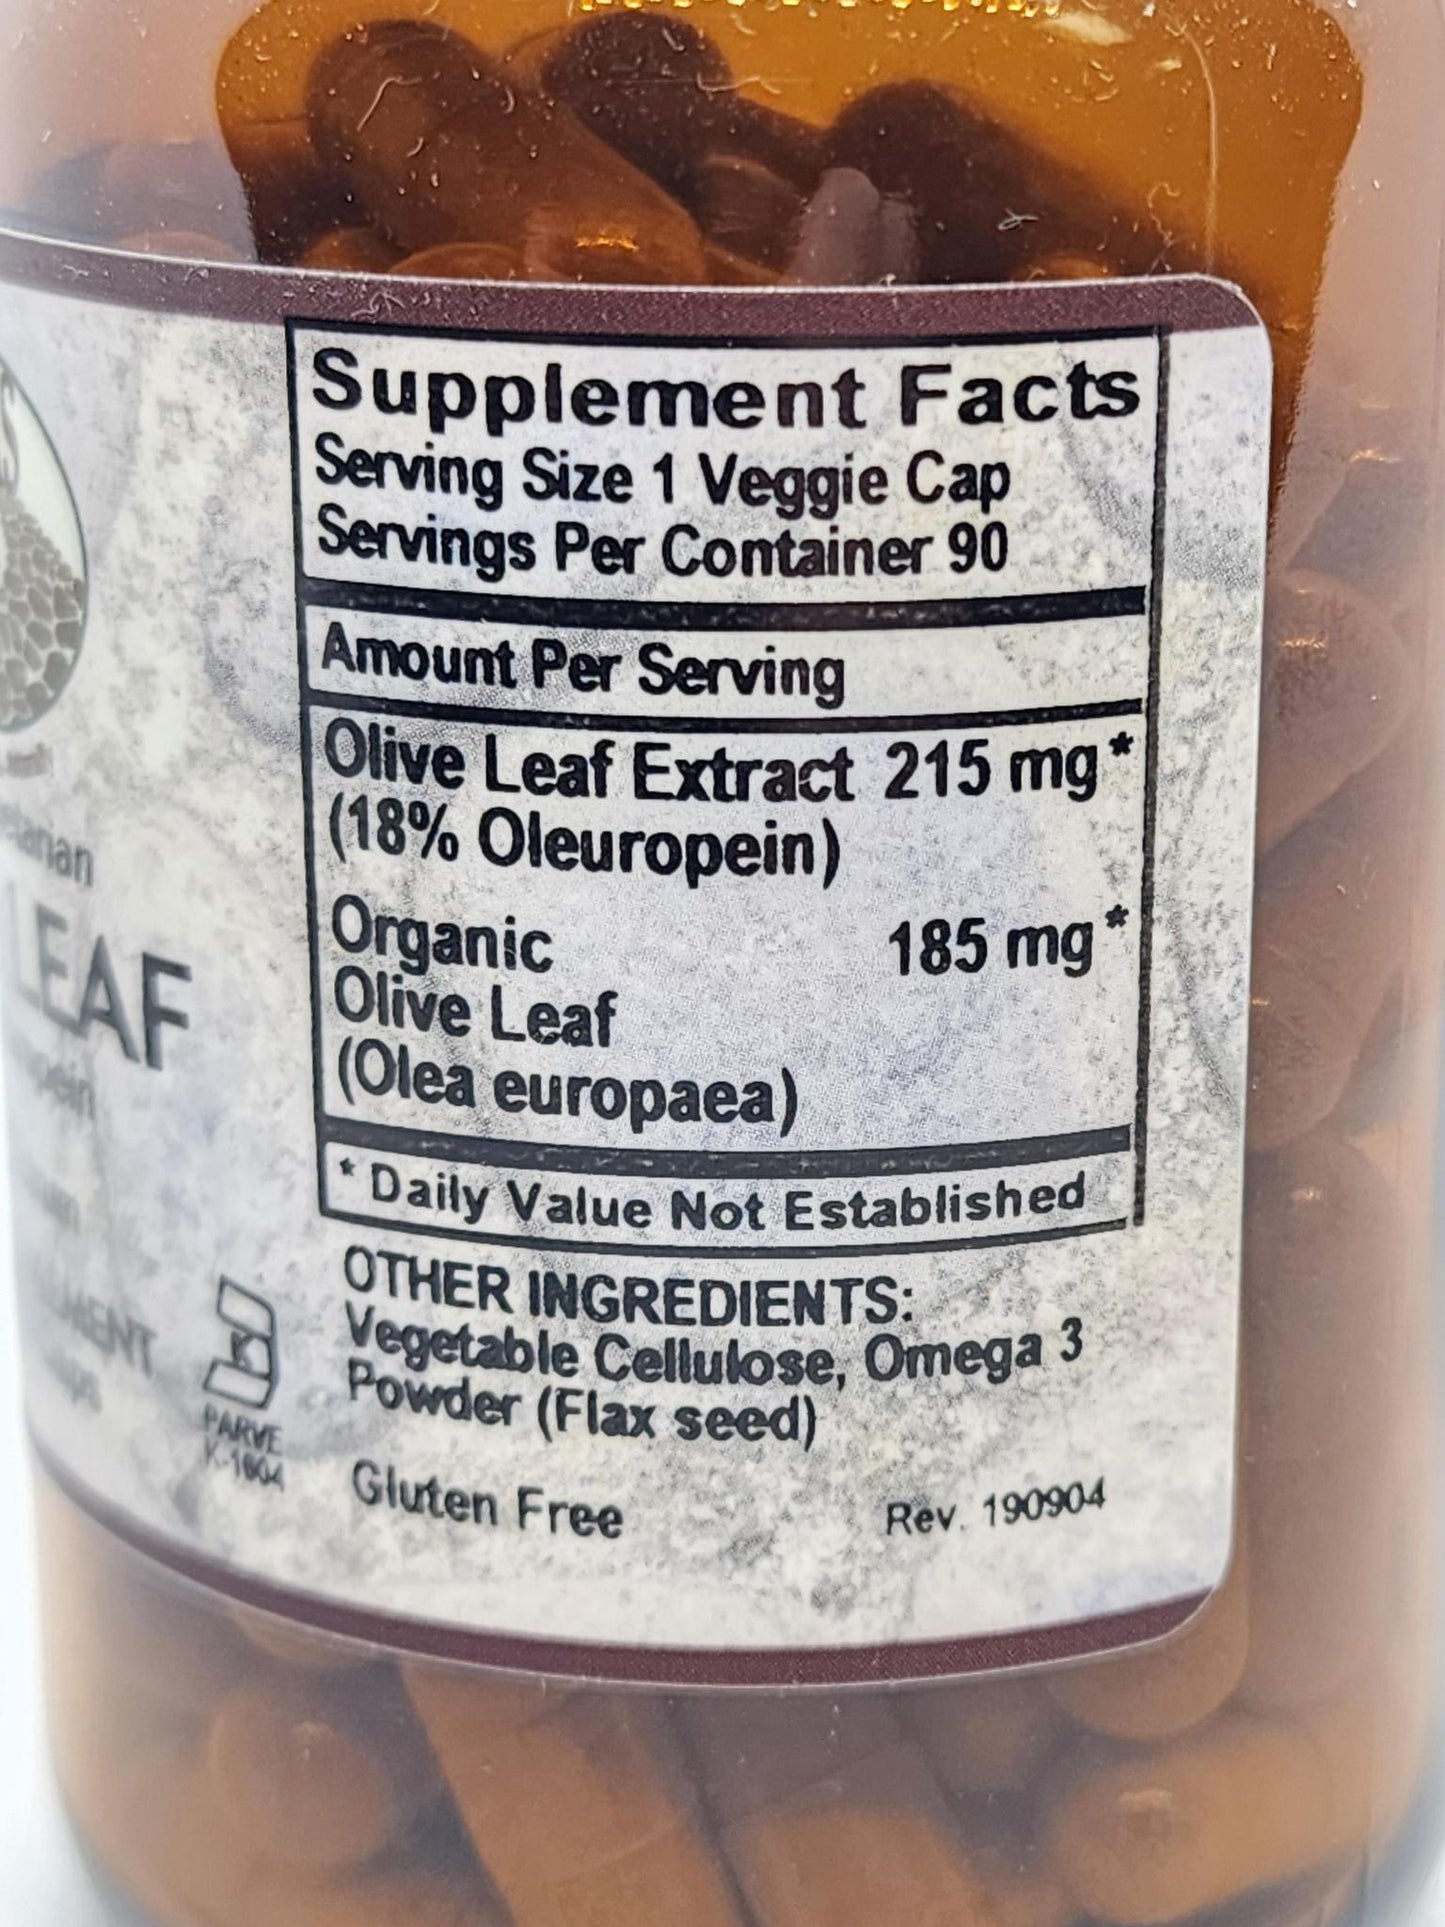 LEAF
Supplement Facts
Serving Size 1 Veggie Cap
Servings Per Container 90
Amount Per Serving
Olive Leaf Extract 215 mg*
(18% Oleuropein)
Organic 185 mg*
Olive Leaf
(Olea europaea)
* Daily Value Not Established
OTHER INGREDIENTS:
Vegetable Cellulose, Omega 3
Powder (Flax seed)
K
PARVE
K-1604
Gluten Free
Rev. 190904